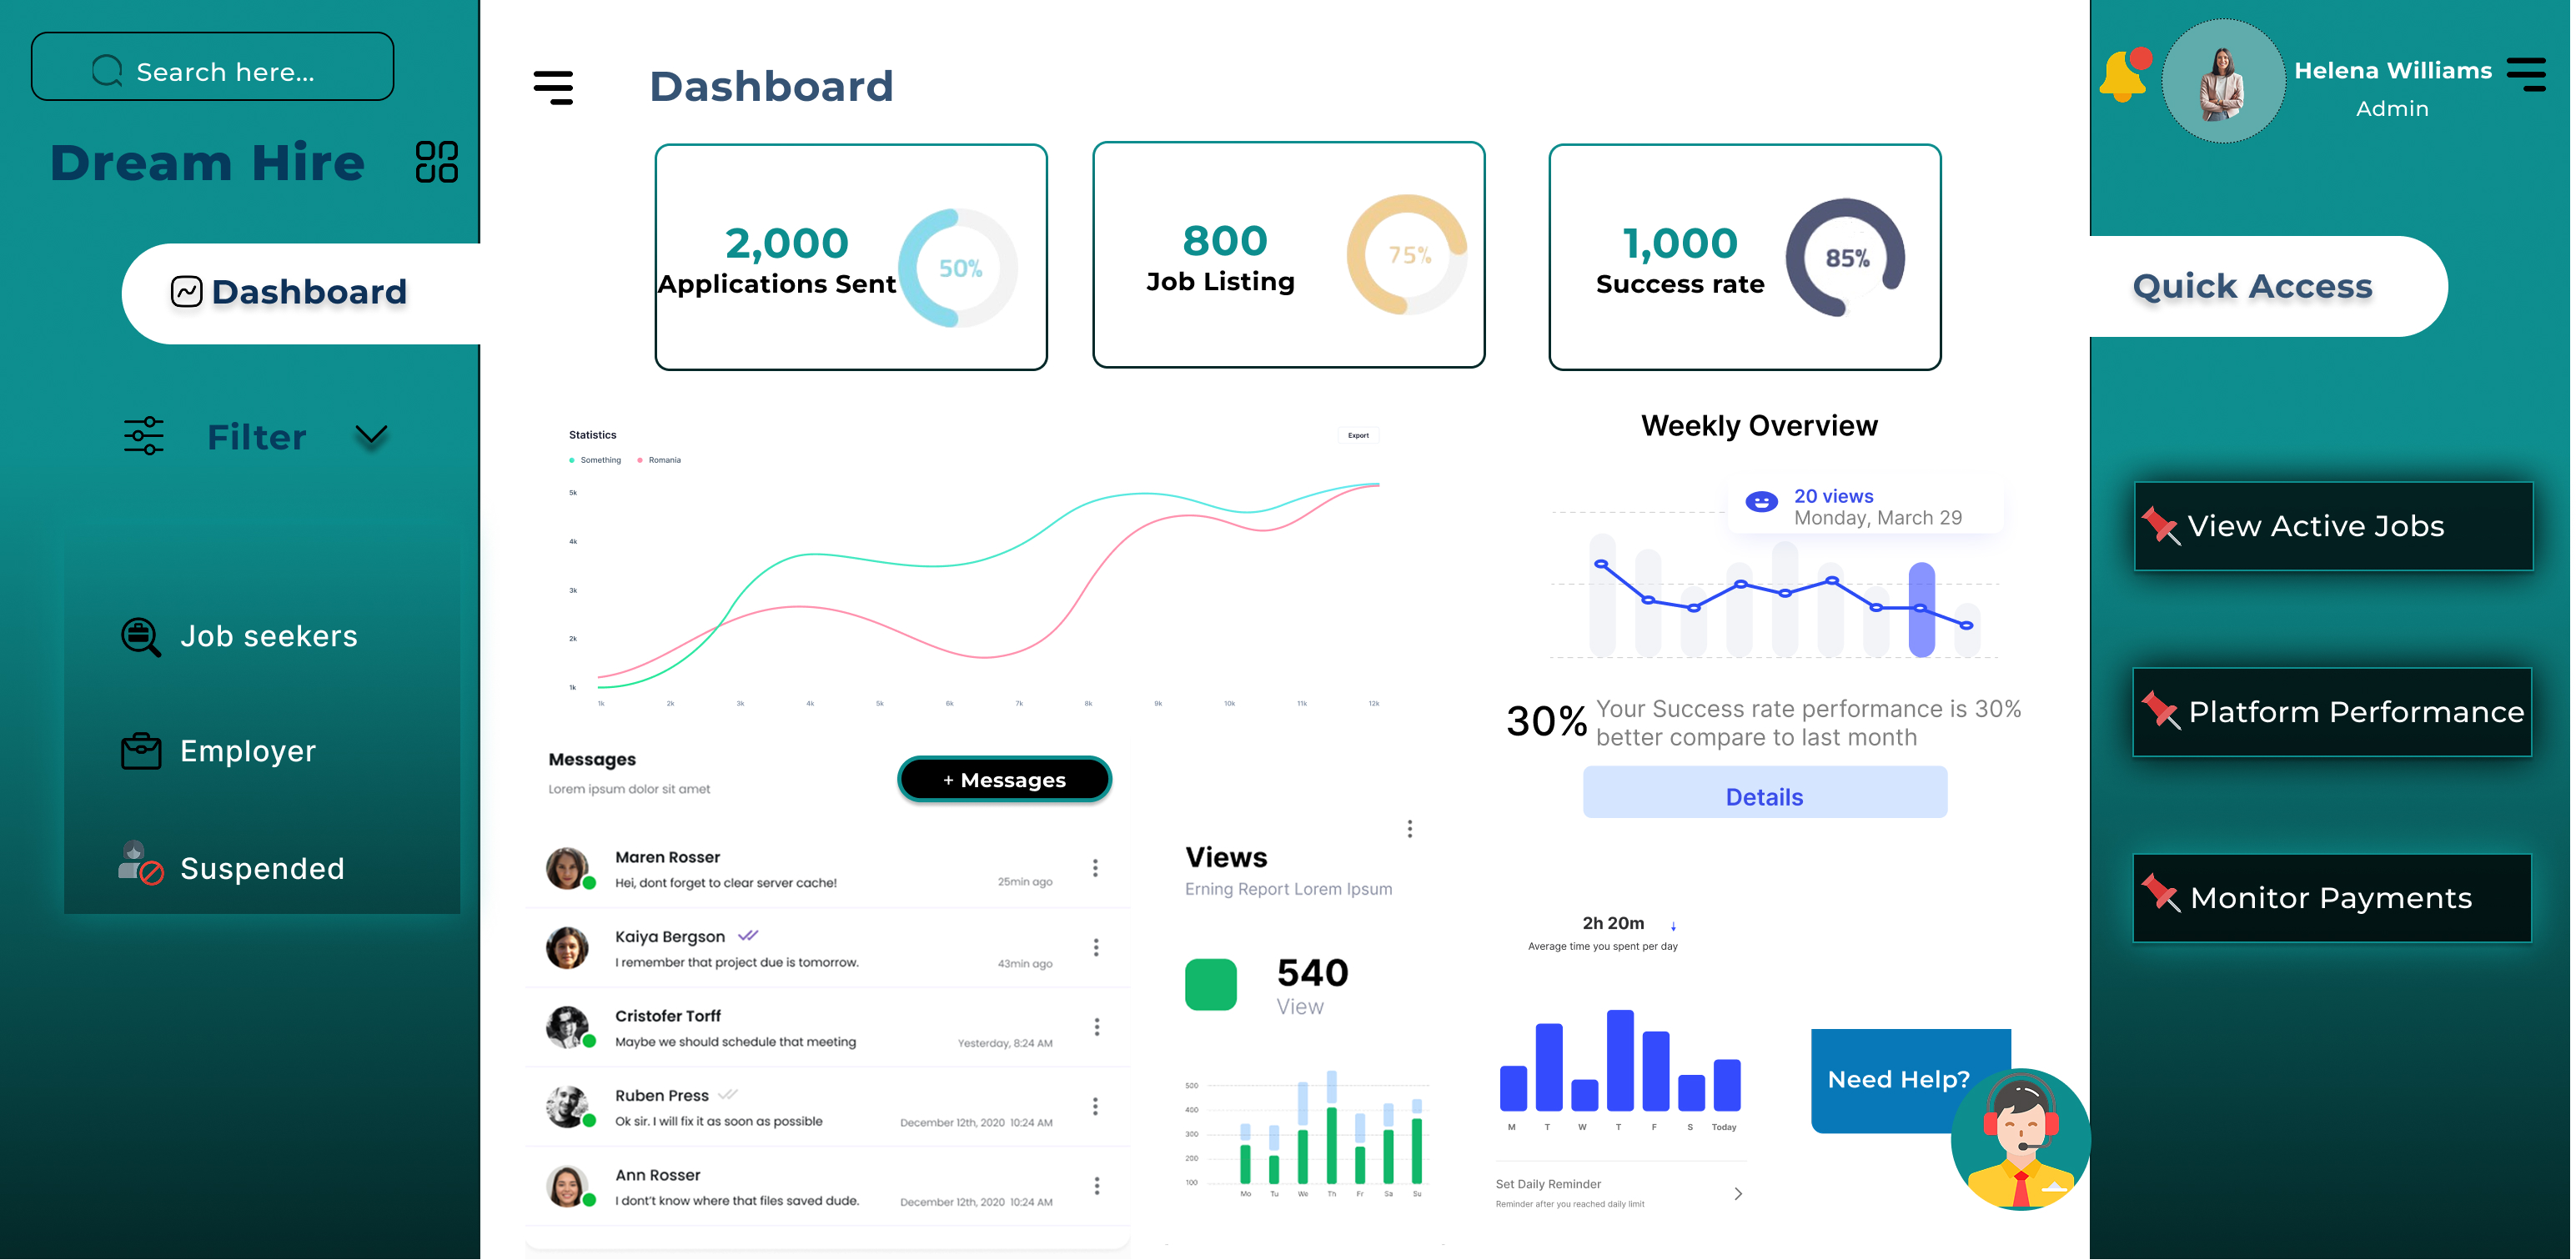 Search here...
Dream Hire
Dashboard
Filter
Job seekers
Employer
Suspended
Dashboard
2,000
Applications Sent
50%
800
Job Listing
75%
1,000
Success rate
85%
Statistics
Export
Something
Romania
5k
4k
3k
2k
1k
1k 2k 3k 4k 5k 6k 7k 8k 9k 10k 11k 12k
Weekly Overview
20 views
Monday, March 29
30%
Your Success rate performance is 30%
better compare to last month
Details
Messages
Lorem ipsum dolor sit amet
+ Messages
Maren Rosser
Hei, dont forget to clear server cache!
25min ago
Kaiya Bergson
I remember that project due is tomorrow.
43min ago
Cristofer Torff
Maybe we should schedule that meeting
Yesterday, 8:24 AM
Ruben Press
Ok sir. I will fix it as soon as possible
December 12th, 2020 10:24 AM
Ann Rosser
I dont't know where that files saved dude.
December 12th, 2020 10:24 AM
Views
Erning Report Lorem Ipsum
540
View
500
400
300
200
100
Mo Tu We Th Fr Sa Su
2h 20m
Average time you spent per day
M T W T F S Today
Set Daily Reminder
Reminder after you reached daily limit
Need Help?
Helena Williams
Admin
Quick Access
View Active Jobs
Platform Performance
Monitor Payments